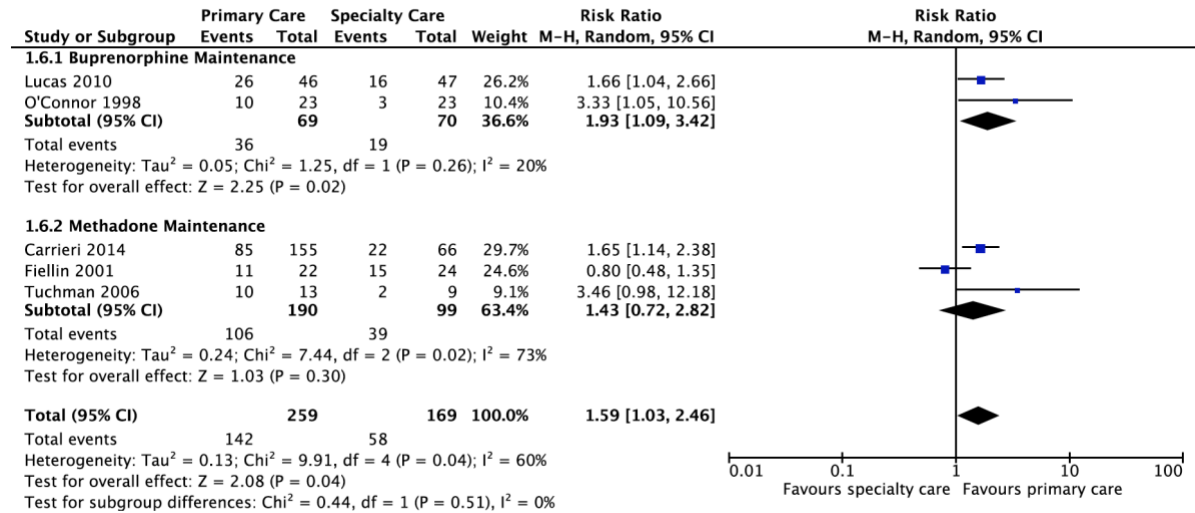 Primary Care Specialty Care Risk Ratio Risk Ratio
Study or Subgroup Events Total Events Total Weight M-H, Random, 95% CI M-H, Random, 95% CI
1.6.1 Buprenorphine Maintenance
Lucas 2010 26 46 16 47 26.2% 1.66 [1.04, 2.66]
O'Connor 1998 10 23 3 23 10.4% 3.33 [1.05, 10.56]
Subtotal (95% CI) 69 70 36.6% 1.93 [1.09, 3.42]
Total events 36 19
Heterogeneity: Tau² = 0.05; Chi² = 1.25, df = 1 (P = 0.26); I² = 20%
Test for overall effect: Z = 2.25 (P = 0.02)
1.6.2 Methadone Maintenance
Carrieri 2014 85 155 22 66 29.7% 1.65 [1.14, 2.38]
Fiellin 2001 11 22 15 24 24.6% 0.80 [0.48, 1.35]
Tuchman 2006 10 13 2 9 9.1% 3.46 [0.98, 12.18]
Subtotal (95% CI) 190 99 63.4% 1.43 [0.72, 2.82]
Total events 106 39
Heterogeneity: Tau² = 0.24; Chi² = 7.44, df = 2 (P = 0.02); I² = 73%
Test for overall effect: Z = 1.03 (P = 0.30)
Total (95% CI) 259 169 100.0% 1.59 [1.03, 2.46]
Total events 142 58
Heterogeneity: Tau² = 0.13; Chi² = 9.91, df = 4 (P = 0.04); I² = 60%
Test for overall effect: Z = 2.08 (P = 0.04)
Test for subgroup differences: Chi² = 0.44, df = 1 (P = 0.51), I² = 0%
0.01 0.1 1 10 100
Favours specialty care Favours primary care